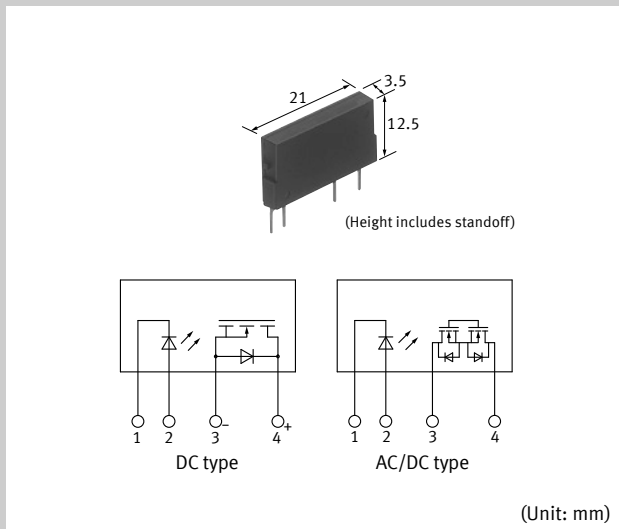 21
3.5
12.5
(Height includes standoff)
1 2 3 - 4 +
DC type
1 2 3 4
AC/DC type
(Unit: mm)